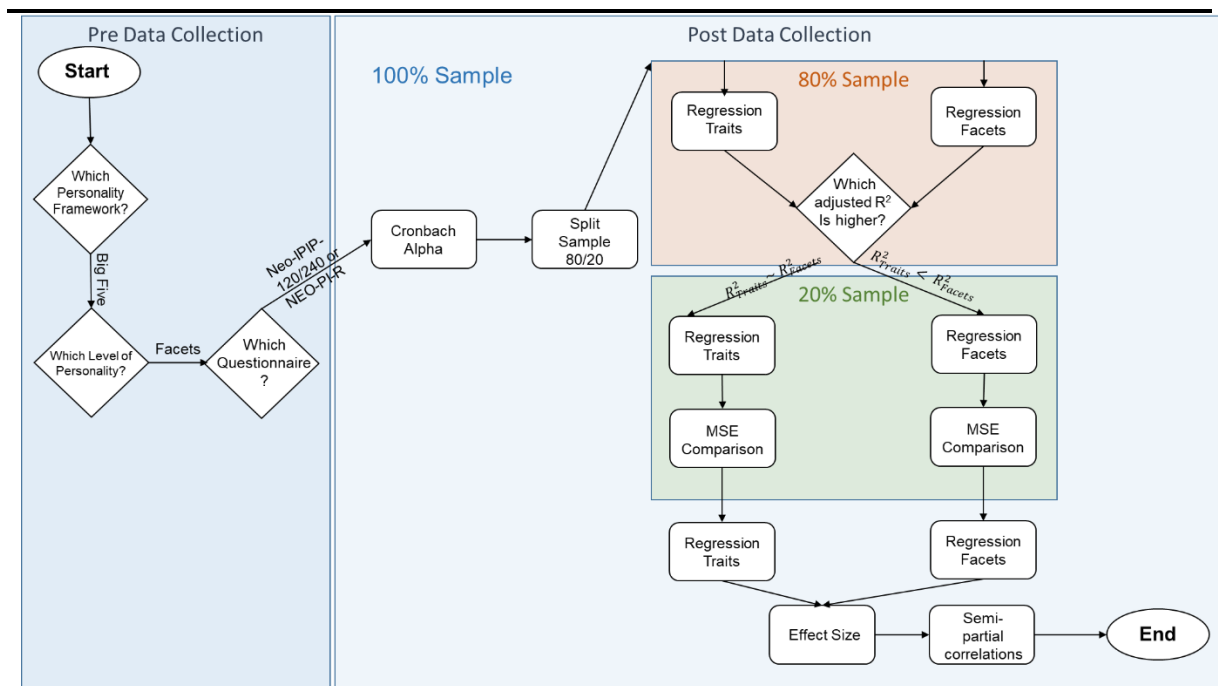 Pre Data Collection
Start
Which
Personality
Framework?
Big Five
Which Level of
Personality?
Facets
Which
Questionnaire
?
Neo-IPIP-
120/240 or
NEO-PI-R
Post Data Collection
100% Sample
Cronbach
Alpha
Split
Sample
80/20
80% Sample
Regression
Traits
Regression
Facets
Which
adjusted R²
Is higher?
R²Traits ~ R²Facets
R²Traits < R²Facets
20% Sample
Regression
Traits
Regression
Facets
MSE
Comparison
MSE
Comparison
Regression
Traits
Regression
Facets
Effect Size
Semi-
partial
correlations
End